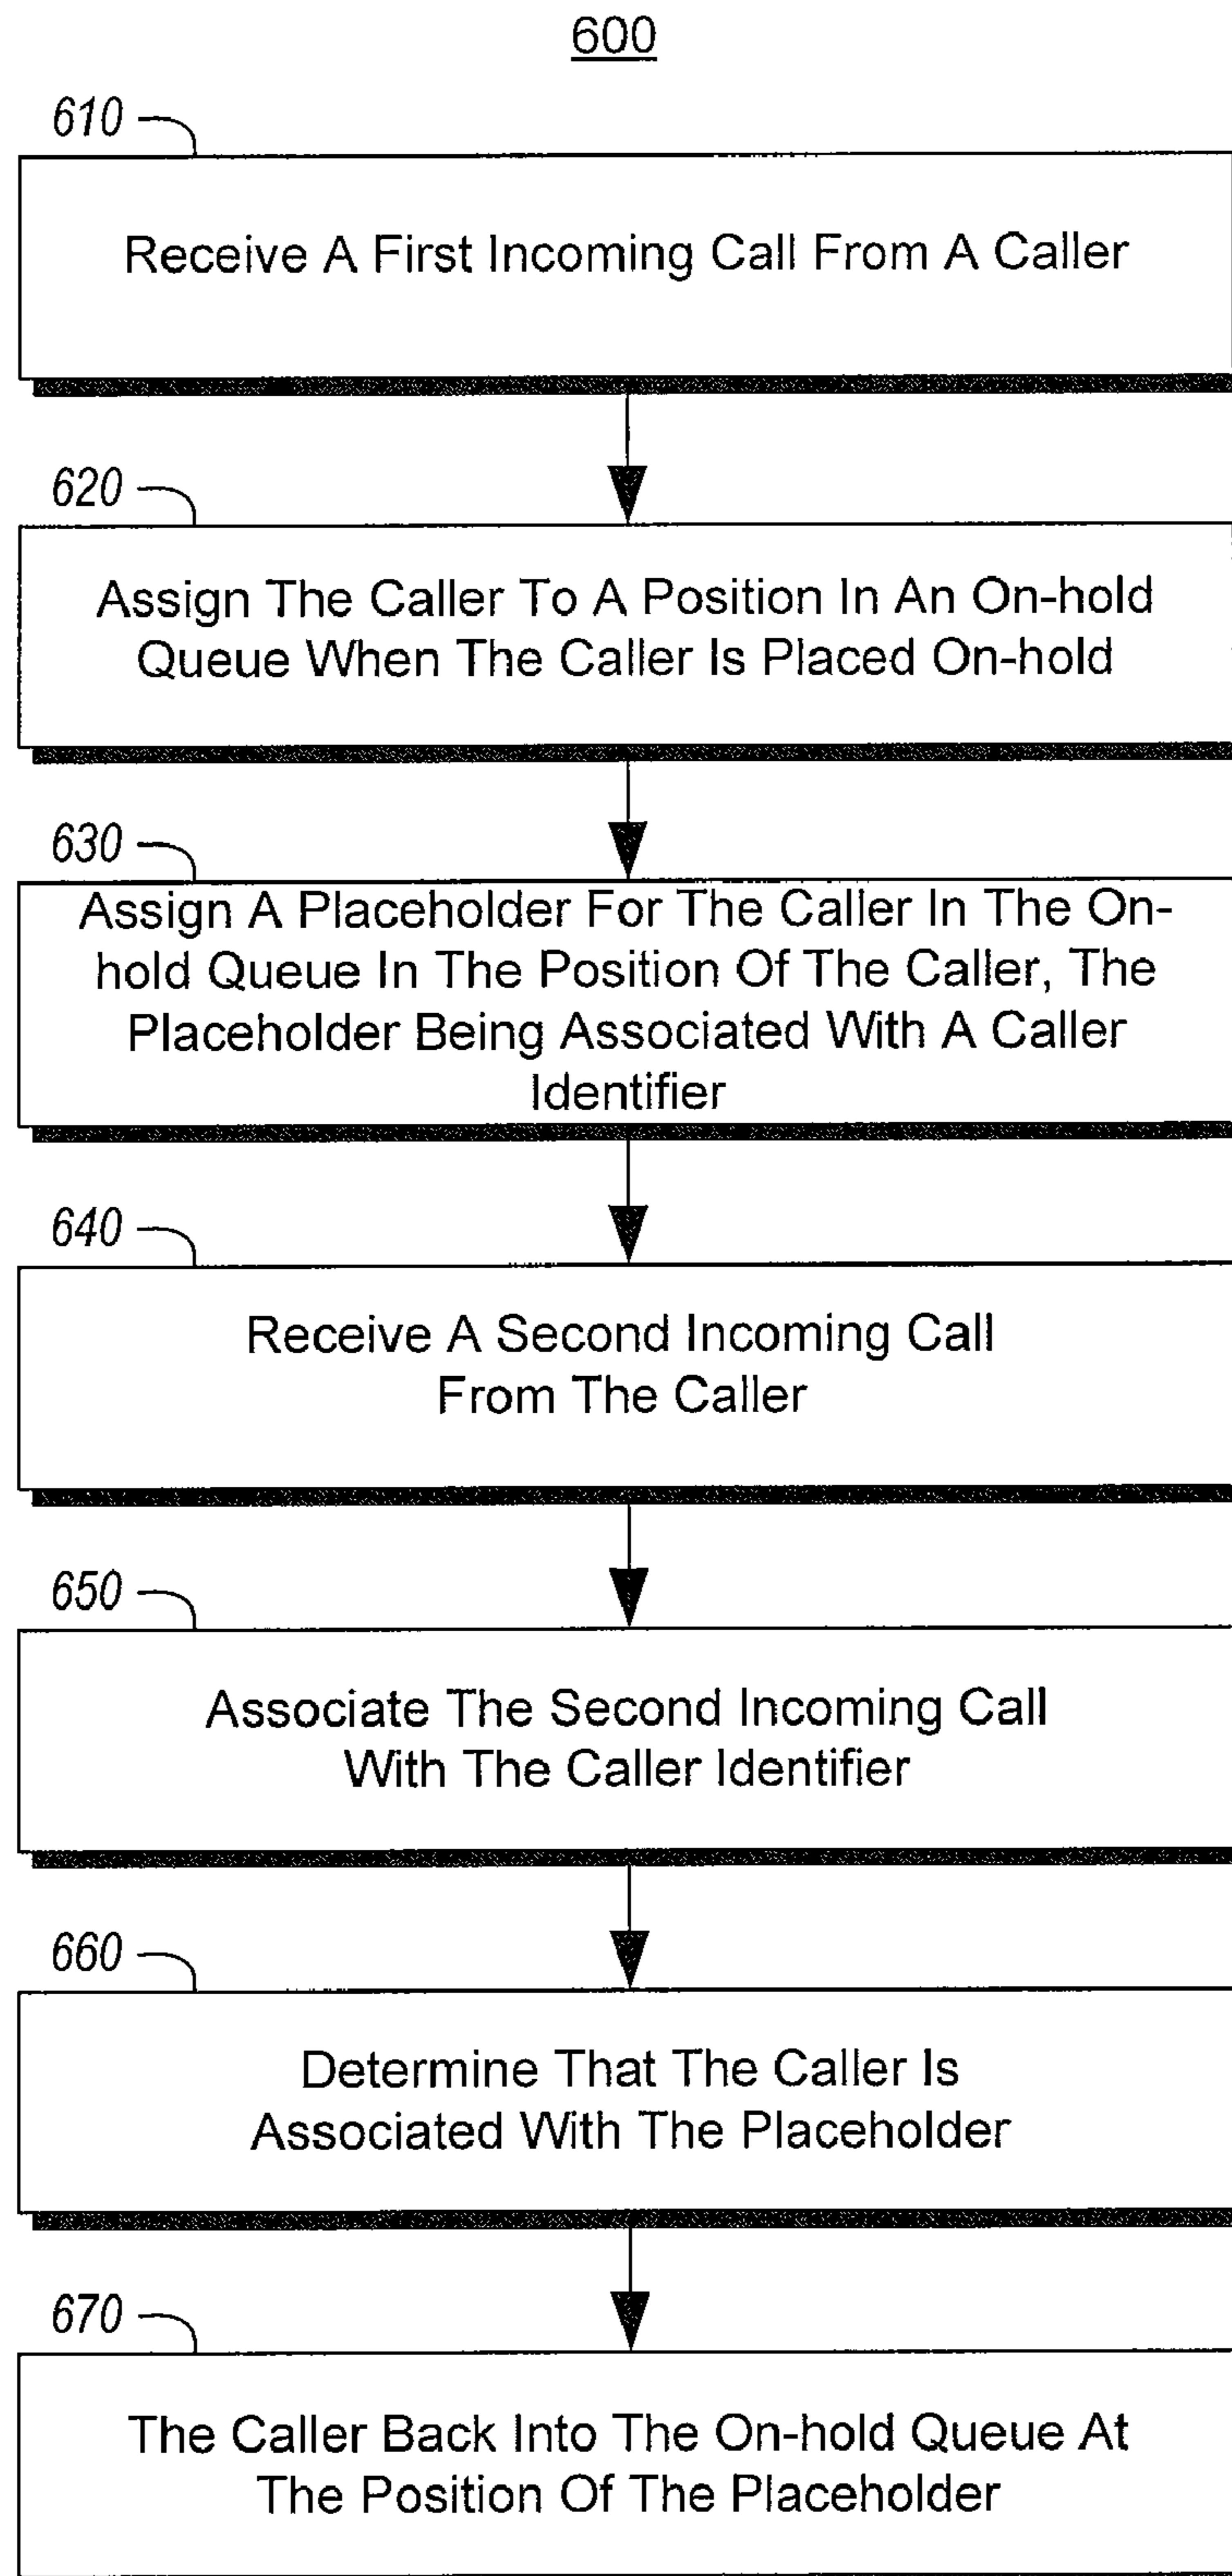 600
610
Receive A First Incoming Call From A Caller
620
Assign The Caller To A Position In An On-hold
Queue When The Caller Is Placed On-hold
630
Assign A Placeholder For The Caller In The On-
hold Queue In The Position Of The Caller, The
Placeholder Being Associated With A Caller
Identifier
640
Receive A Second Incoming Call
From The Caller
650
Associate The Second Incoming Call
With The Caller Identifier
660
Determine That The Caller Is
Associated With The Placeholder
670
The Caller Back Into The On-hold Queue At
The Position Of The Placeholder